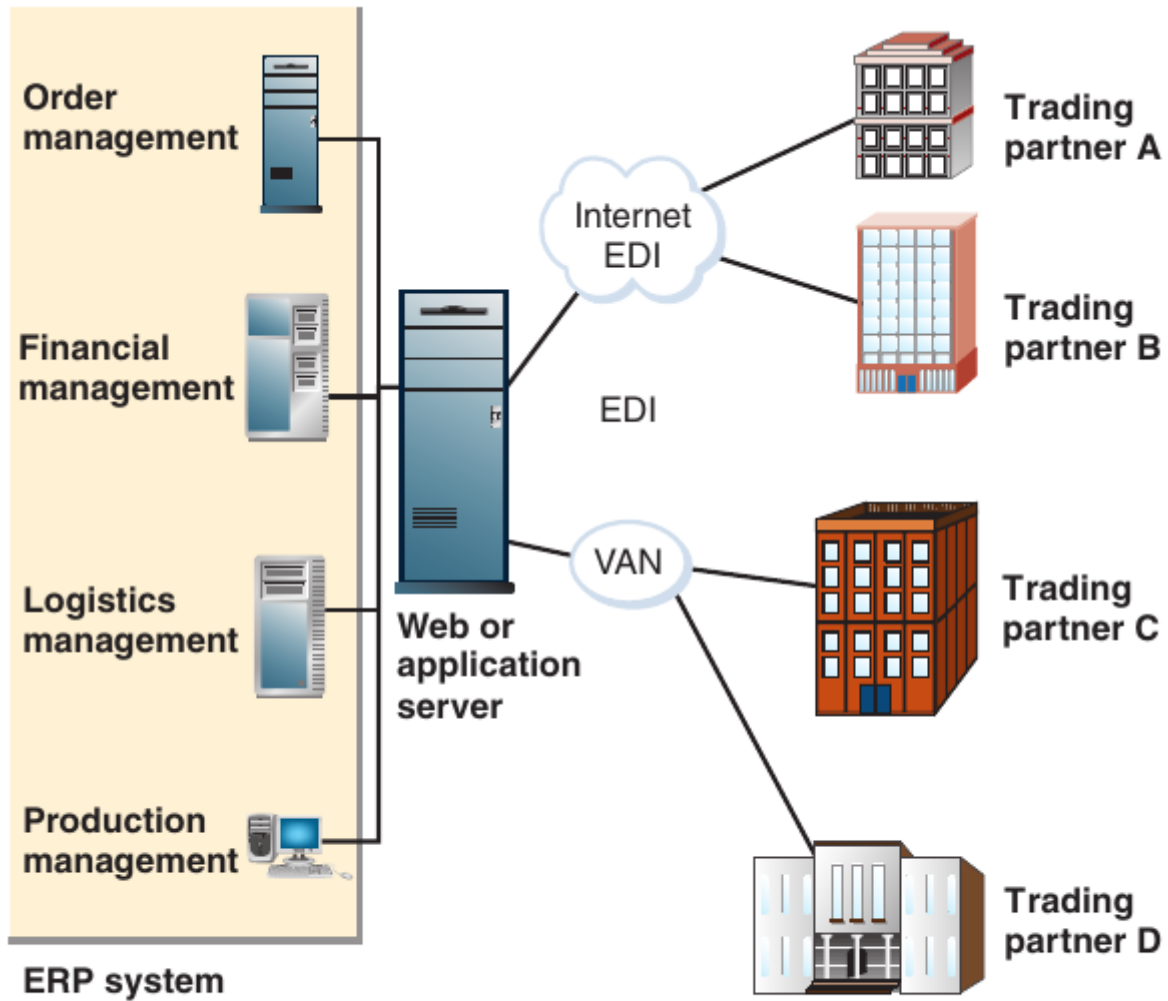 Order
management
Financial
management
Logistics
management
Production
management
ERP system
Web or
application
server
Internet
EDI
EDI
VAN
Trading
partner A
Trading
partner B
Trading
partner C
Trading
partner D